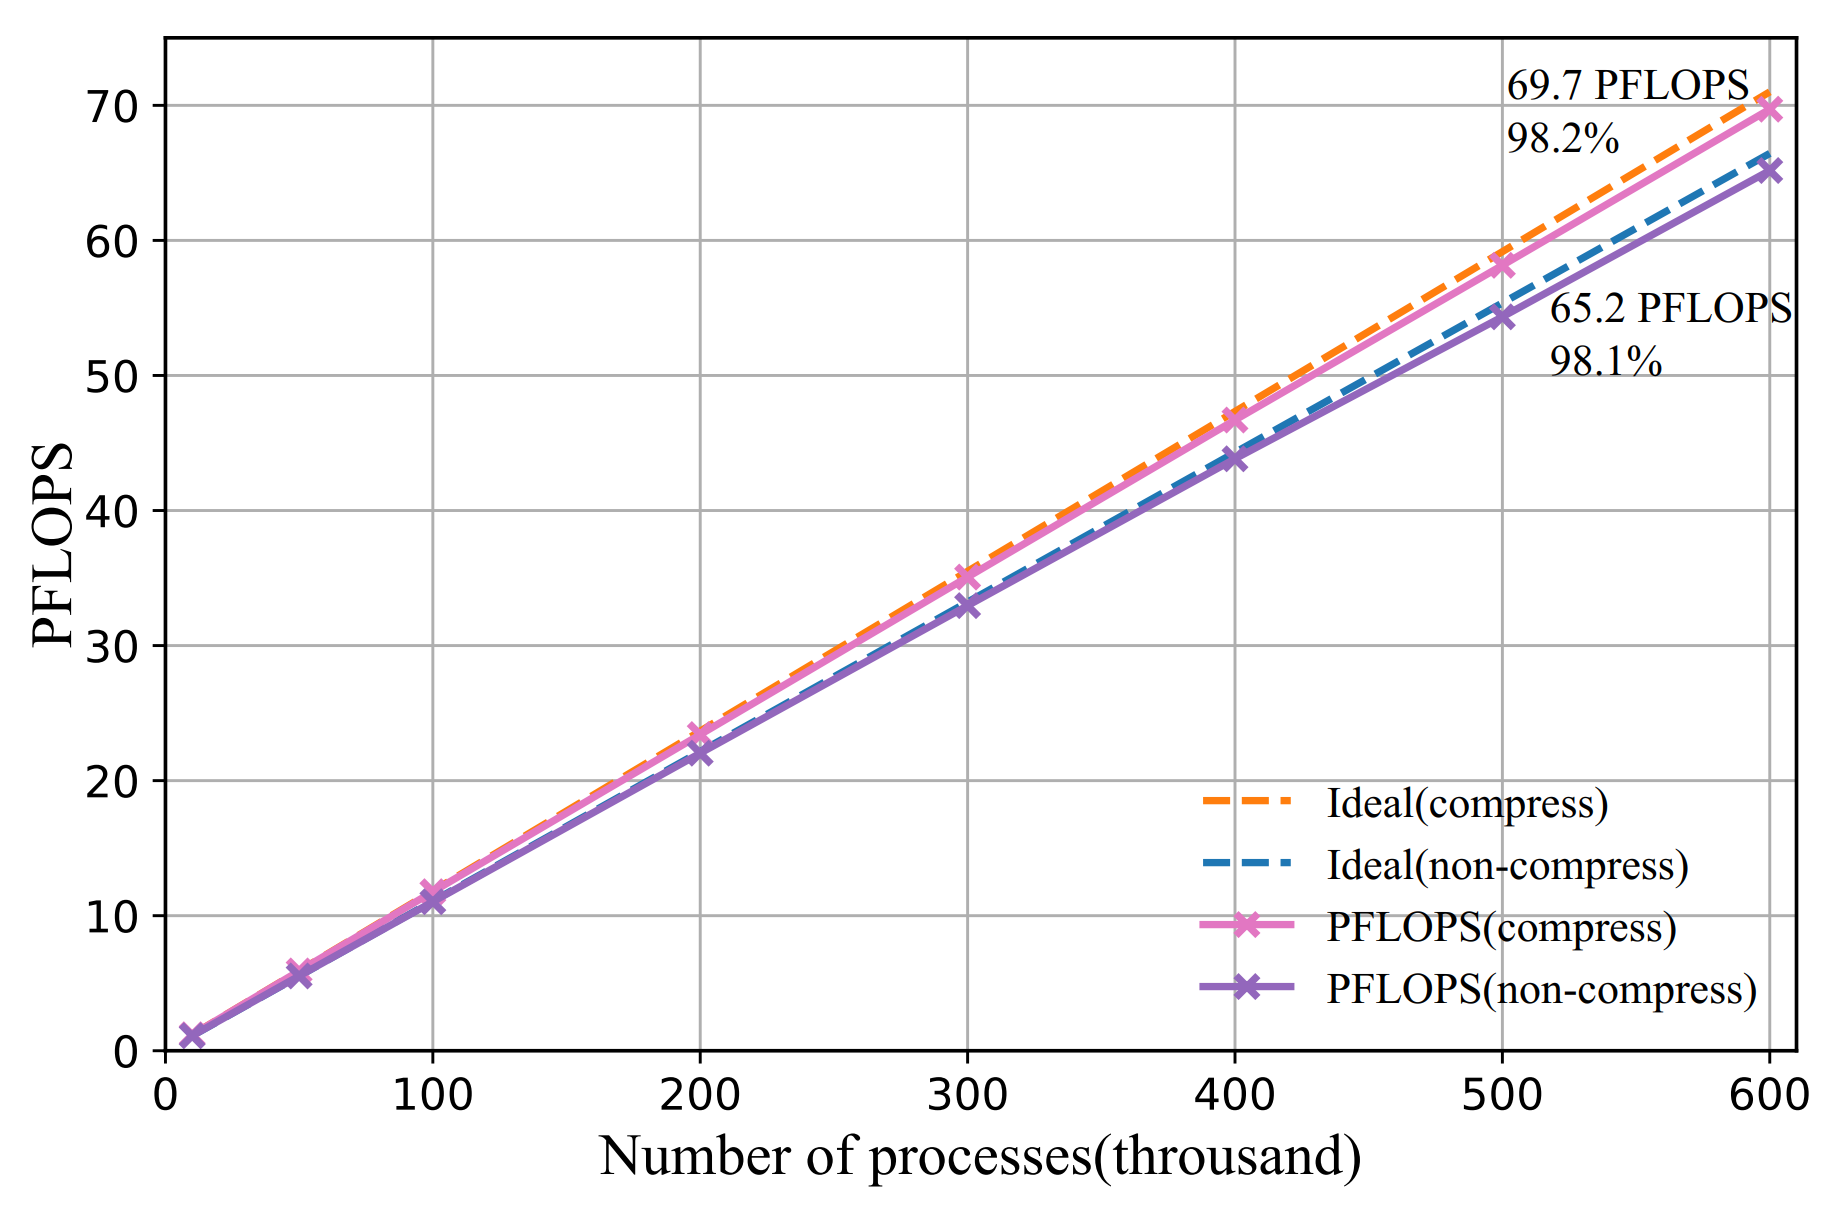 69.7 PFLOPS
98.2%
65.2 PFLOPS
98.1%
PFLOPS
70
60
50
40
30
20
10
0
Ideal(compress)
Ideal(non-compress)
PFLOPS(compress)
PFLOPS(non-compress)
0 100 200 300 400 500 600
Number of processes(throusand)